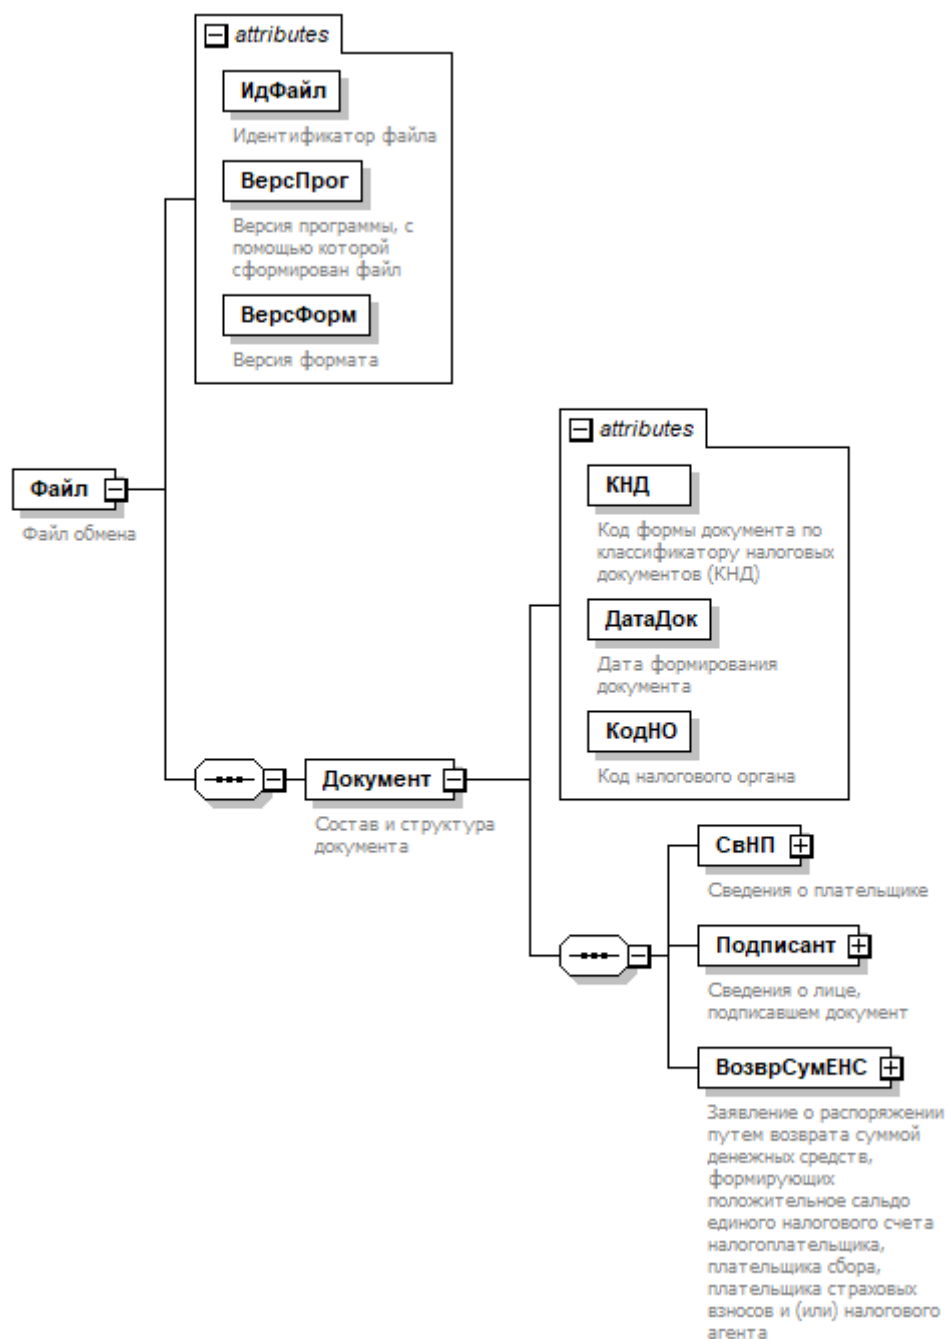 attributes
ИдФайл
Идентификатор файла
ВерсПрог
Версия программы, с
помощью которой
сформирован файл
ВерсФорм
Версия формата
Файл
Файл обмена
Документ
Состав и структура
документа
attributes
КНД
Код формы документа по
классификатору налоговых
документов (КНД)
ДатаДок
Дата формирования
документа
КодНО
Код налогового органа
СвНП
Сведения о плательщике
Подписант
Сведения о лице,
подписавшем документ
ВозврСумЕНС
Заявление о распоряжении
путем возврата суммой
денежных средств,
формирующих
положительное сальдо
единого налогового счета
налогоплательщика,
плательщика сбора,
плательщика страховых
взносов и (или) налогового
агента